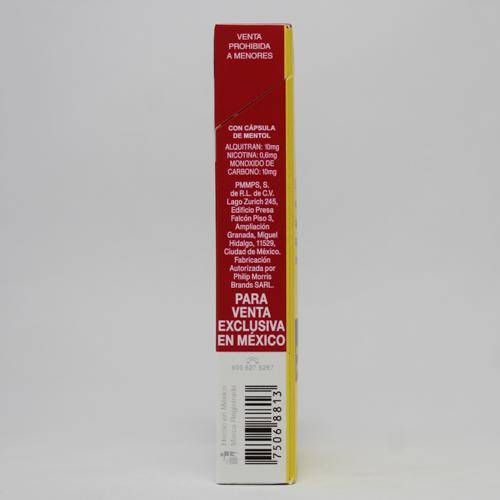 VENTA
PROHIBIDA
A MENORES
CON CÁPSULA
DE MENTOL
ALQUITRAN: 10mg
NICOTINA: 0,6mg
MONOXIDO DE
CARBONO: 10mg
PMMPS, S.
de R.L. de C.V.
Lago Zurich 245,
Edificio Presa
Falcón Piso 3,
Ampliación
Granada, Miguel
Hidalgo, 11529,
Ciudad de México.
Fabricación
Autorizada por
Philip Morris
Brands SARL.
PARA
VENTA
EXCLUSIVA
EN MÉXICO
Hecho en México
Marca Registrada
75068813